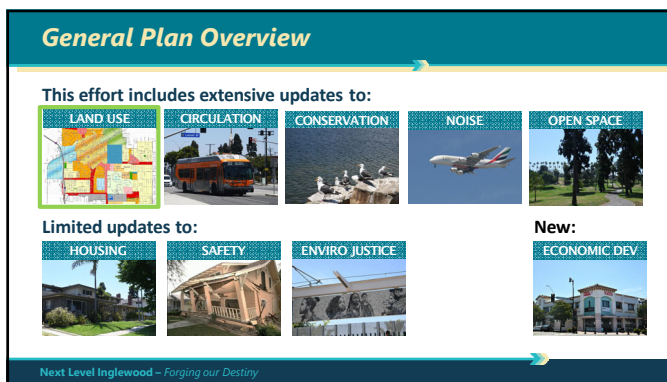 General Plan Overview
This effort includes extensive updates to:
LAND USE
CIRCULATION
CONSERVATION
NOISE
OPEN SPACE
Limited updates to:
New:
HOUSING
SAFETY
ENVIRO JUSTICE
ECONOMIC DEV
Next Level Inglewood – Forging our Destiny